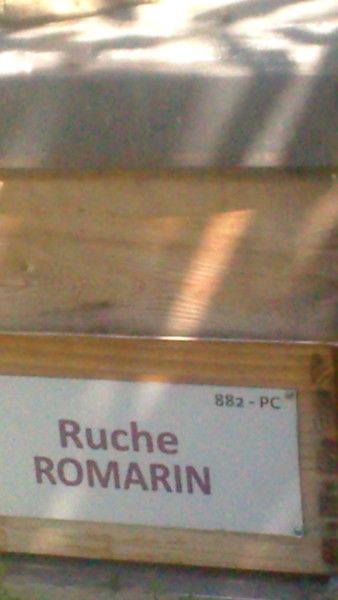 882 - PC
Ruche
ROMARIN